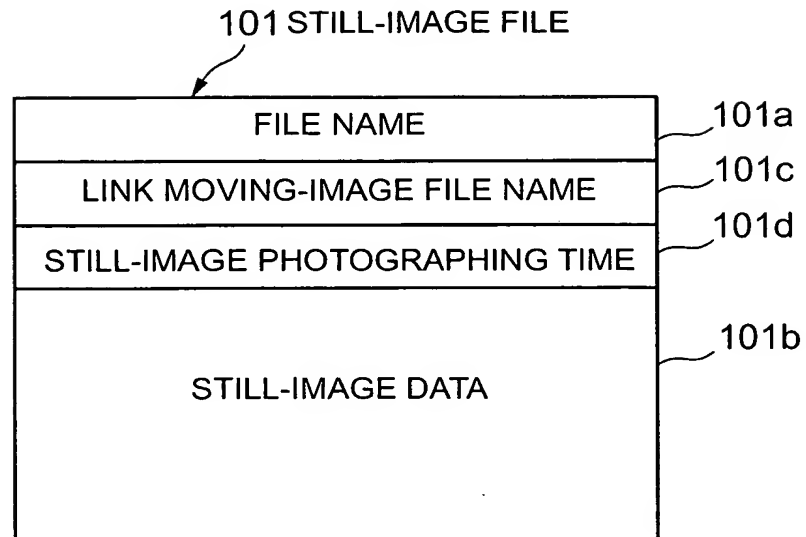 101 STILL-IMAGE FILE
FILE NAME
101a
LINK MOVING-IMAGE FILE NAME
101c
STILL-IMAGE PHOTOGRAPHING TIME
101d
STILL-IMAGE DATA
101b